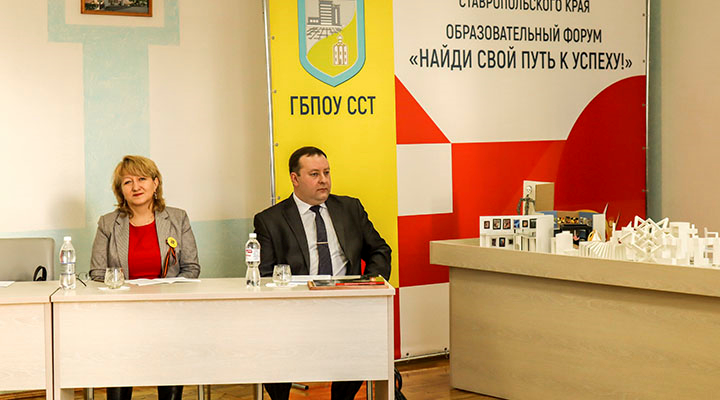 ГБПОУ ССТ
СТАВРОПОЛЬСКОГО КРАЯ
ОБРАЗОВАТЕЛЬНЫЙ ФОРУМ
«НАЙДИ СВОЙ ПУТЬ К УСПЕХУ!»